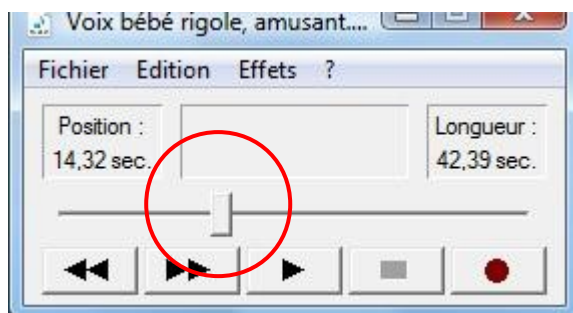 Voix bébé rigole, amusant....
Fichier Edition Effets ?
Position :
14,32 sec.
Longueur :
42,39 sec.